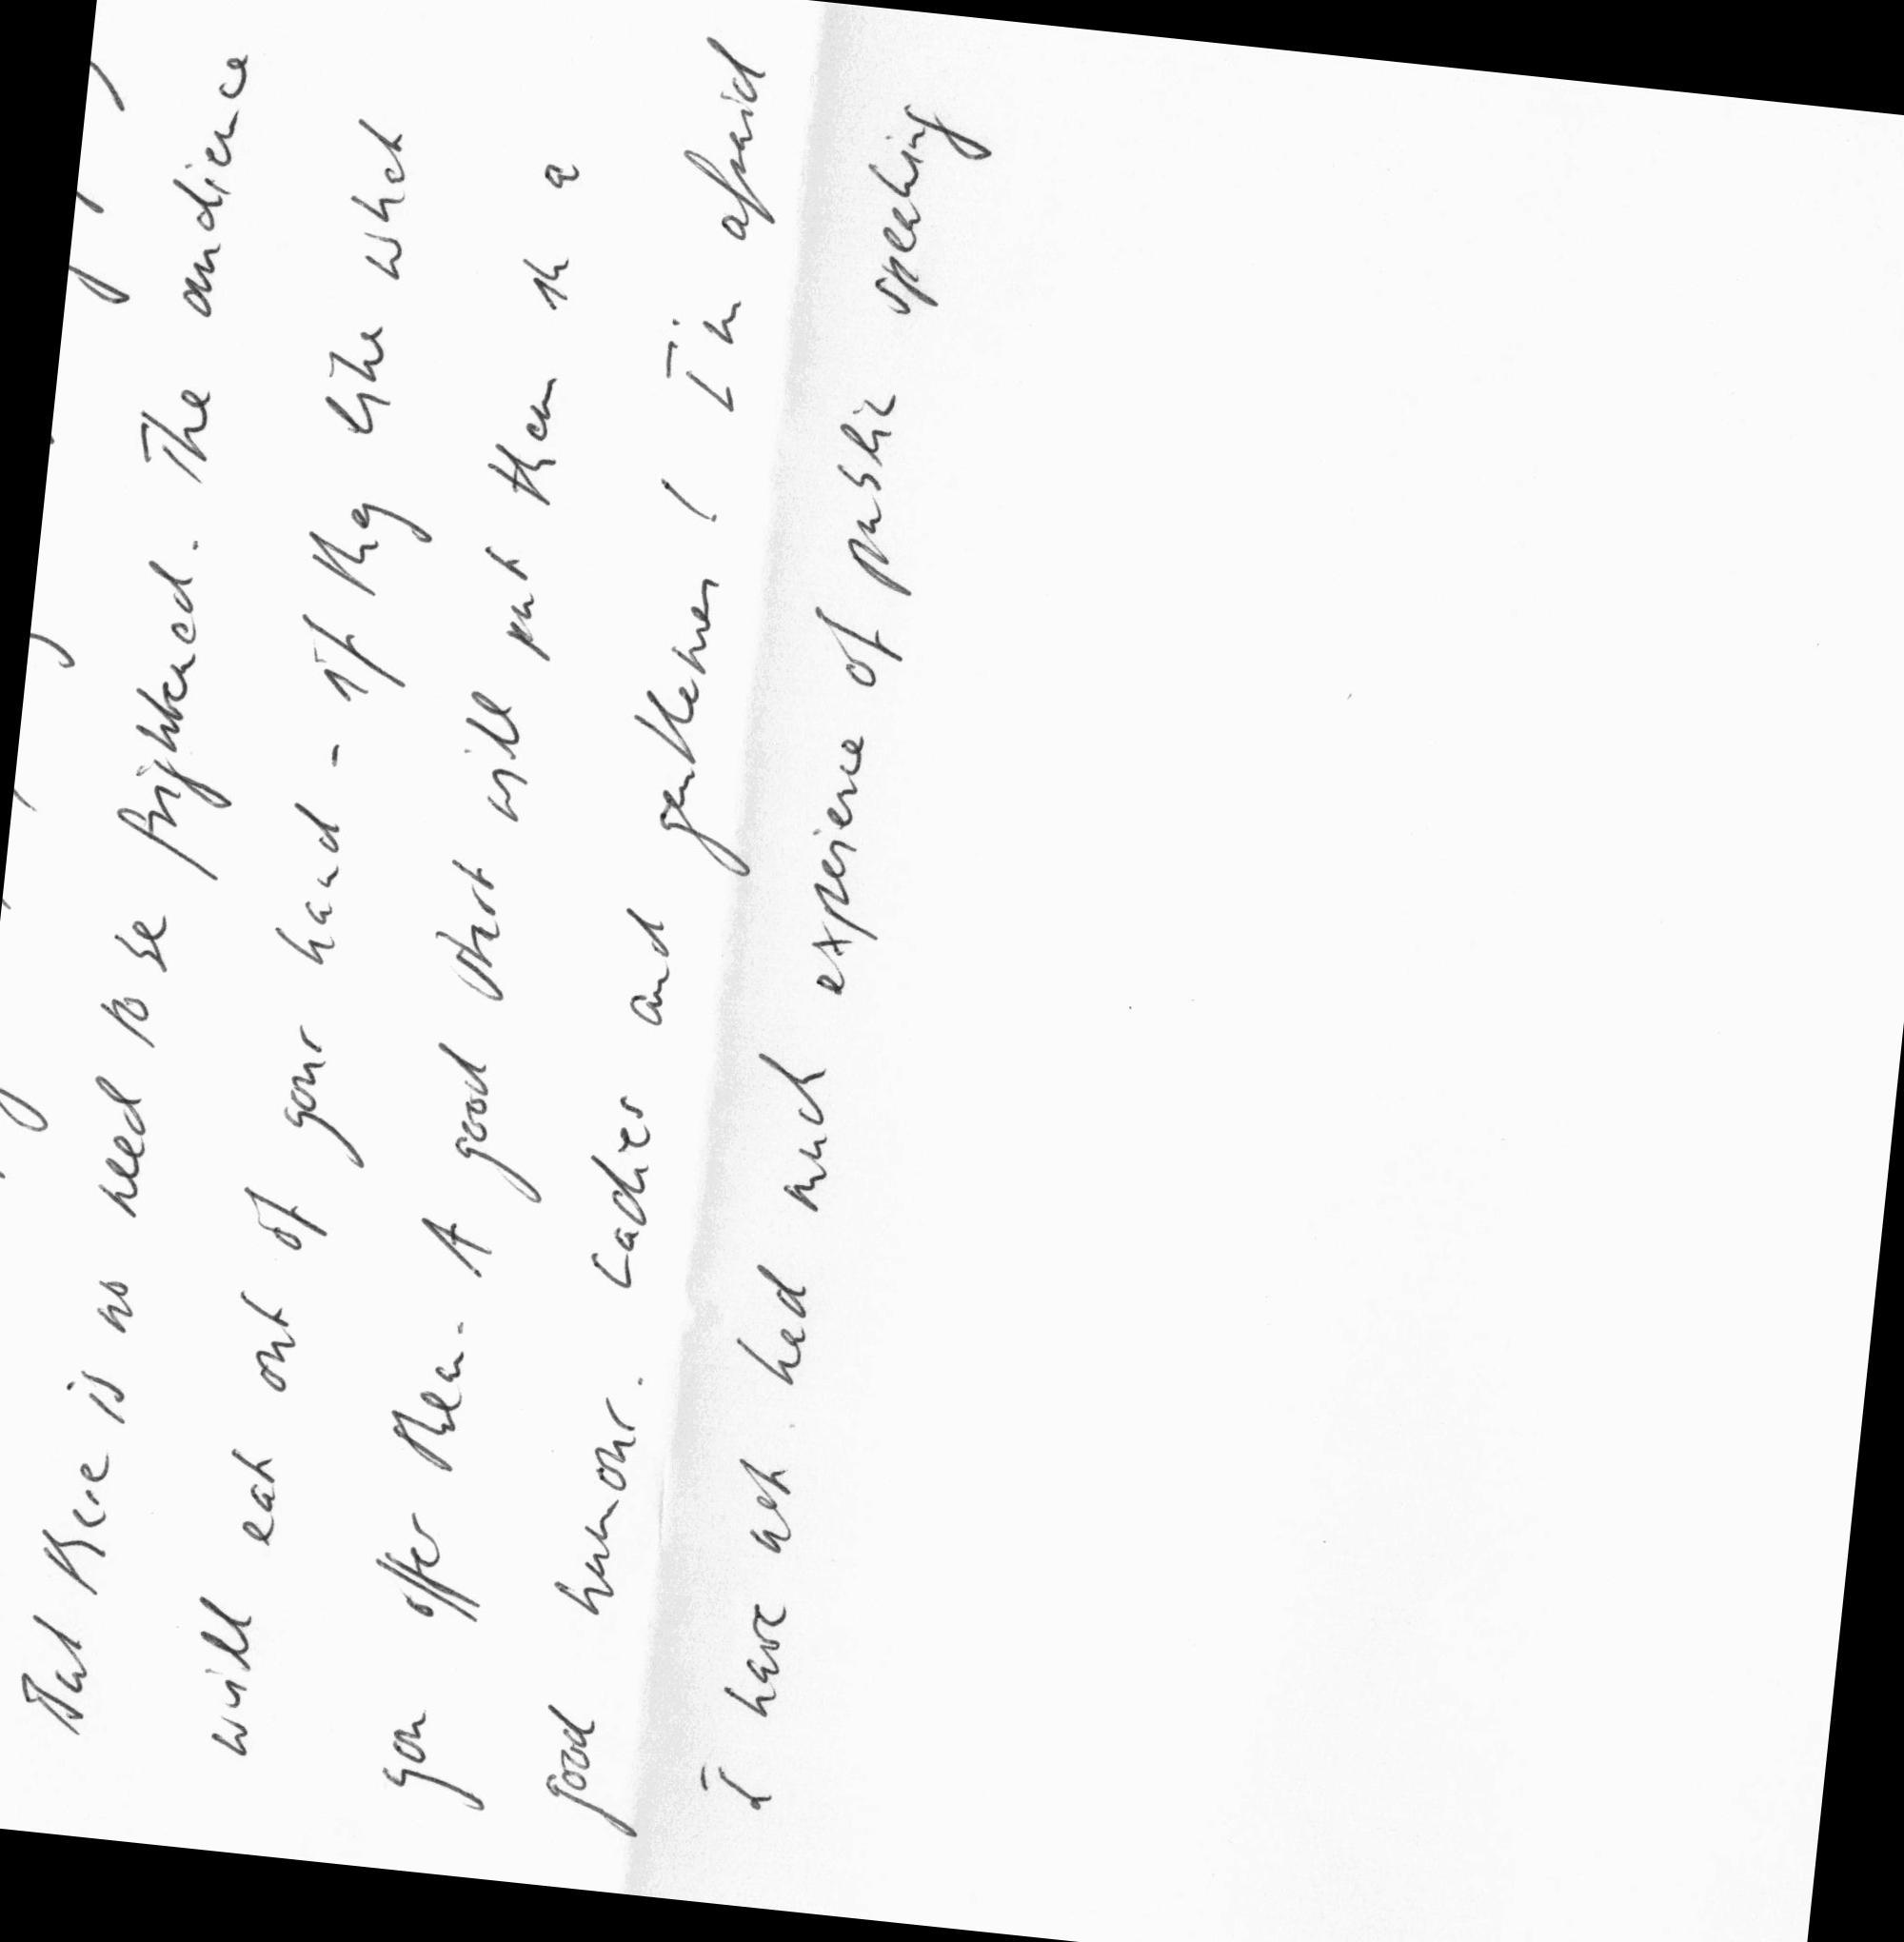 But there is no need to be frightened. The audience
will eat out of your hand - if they like what
you offer them. A good start will put them in a
good humour. Ladies and gentlemen ( I'm afraid
I have not had much experience of public speaking